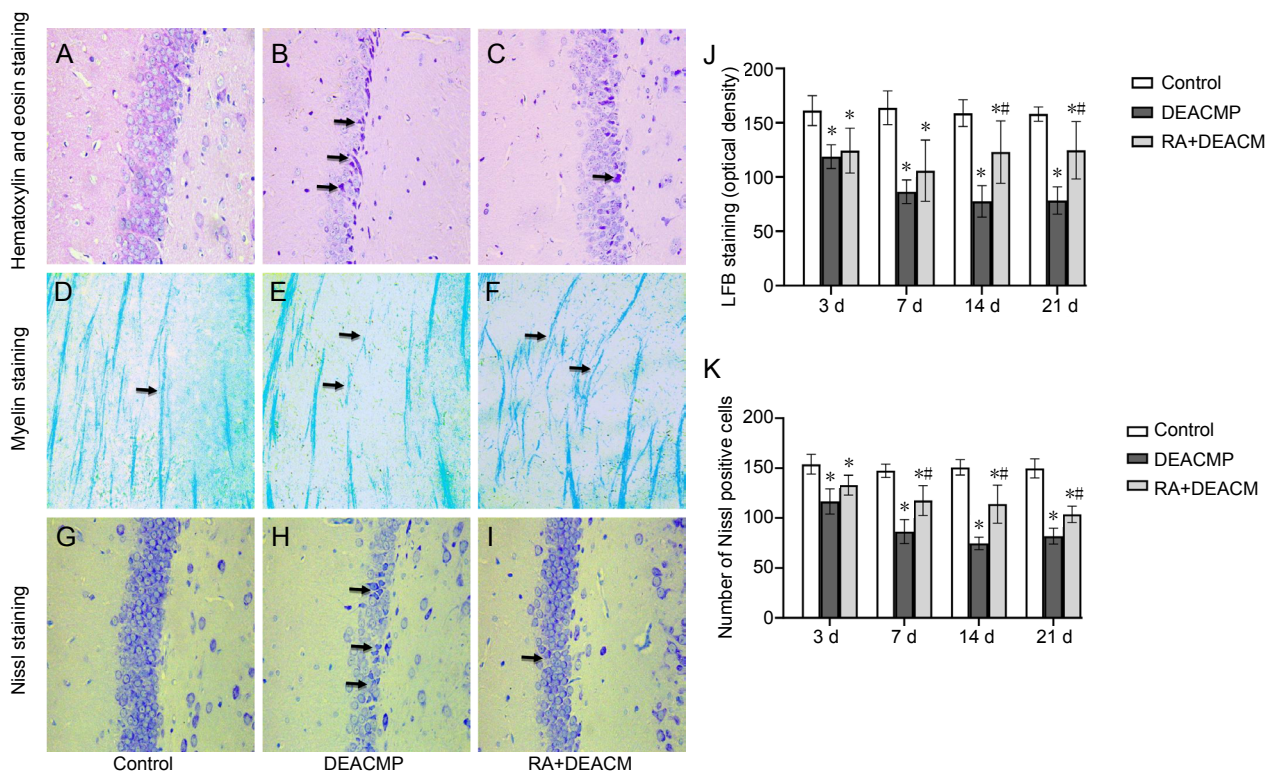 Hematoxylin and eosin staining
A
B
C
Myelin staining
D
E
F
Nissl staining
G
H
I
Control
DEACMP
RA+DEACM
J
LFB staining (optical density)
200
150
100
50
0
* *
* *
* *#
* *#
3 d
7 d
14 d
21 d
Control
DEACMP
RA+DEACM
K
Number of Nissl positive cells
200
150
100
50
0
* *
* *#
* *#
* *#
3 d
7 d
14 d
21 d
Control
DEACMP
RA+DEACM